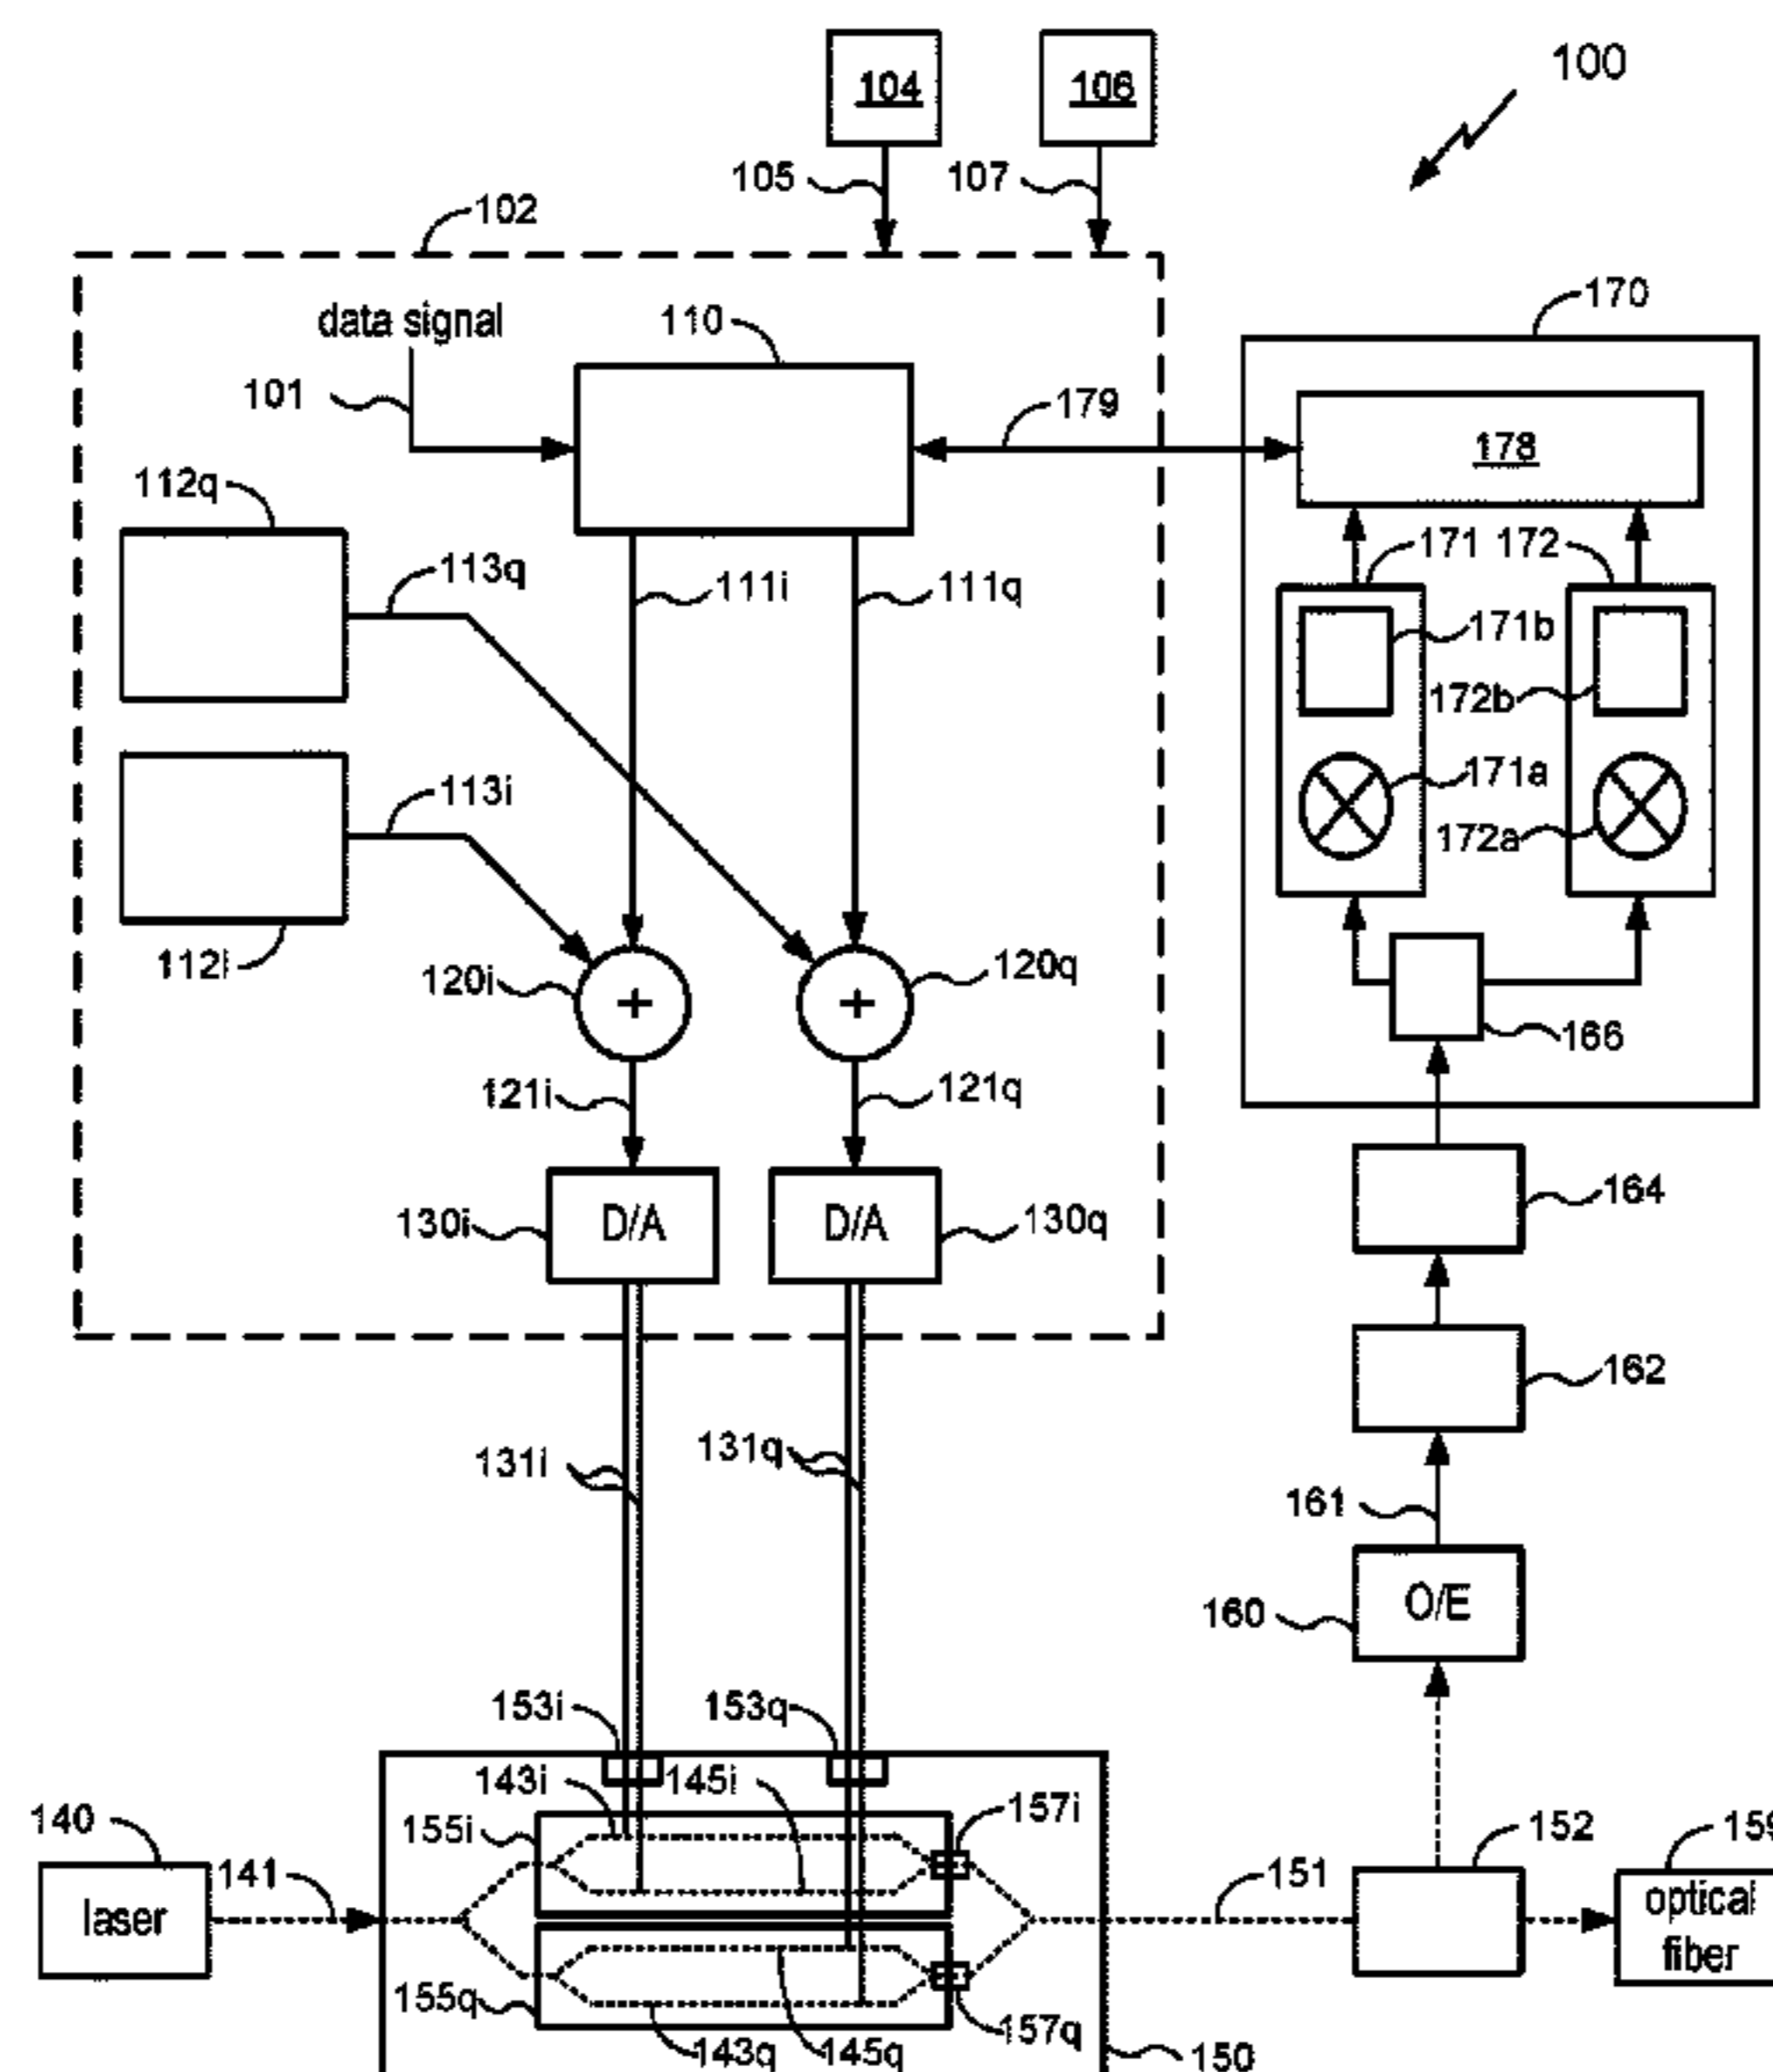 100
104
106
105
107
102
data signal
110
170
101
179
178
112q
113q
111i
111q
171
172
171b
172b
113i
171a
172a
112i
120i
+
+
120q
166
121i
121q
164
130i
D/A
D/A
130q
162
131i
131q
161
160
O/E
153i
153q
143i
145i
157i
140
155i
152
159
141
151
laser
optical
fiber
155q
157q
143q
145q
150